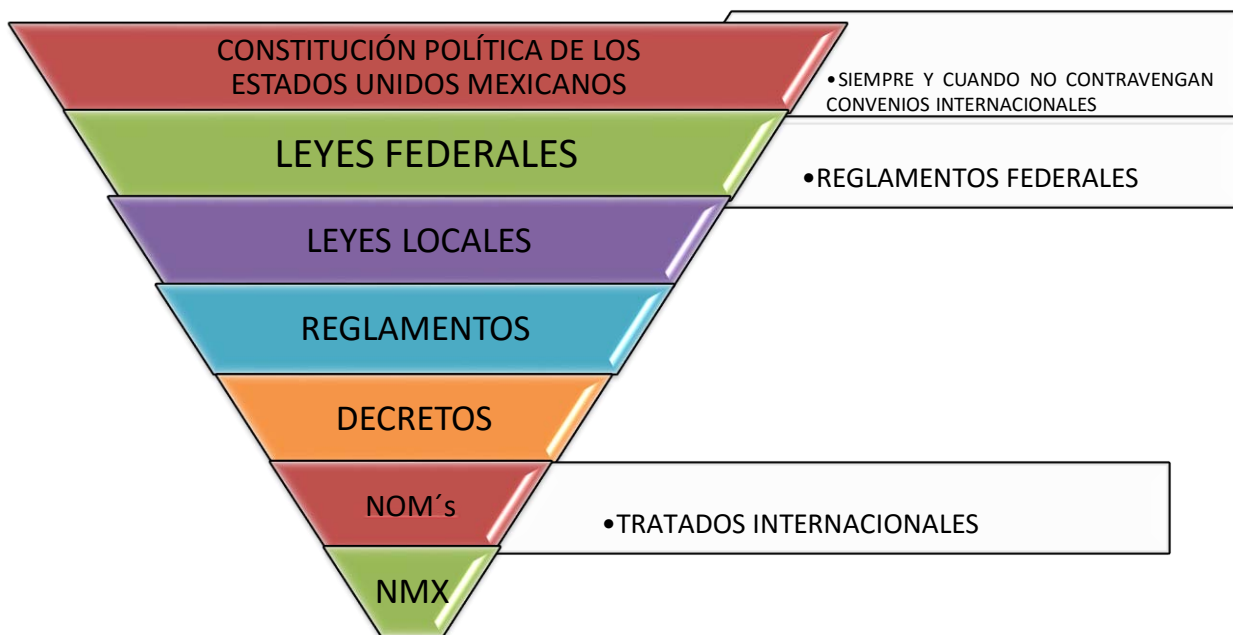 CONSTITUCIÓN POLÍTICA DE LOS
ESTADOS UNIDOS MEXICANOS
•SIEMPRE Y CUANDO NO CONTRAVENGAN
CONVENIOS INTERNACIONALES
LEYES FEDERALES
•REGLAMENTOS FEDERALES
LEYES LOCALES
REGLAMENTOS
DECRETOS
NOM´s
•TRATADOS INTERNACIONALES
NMX